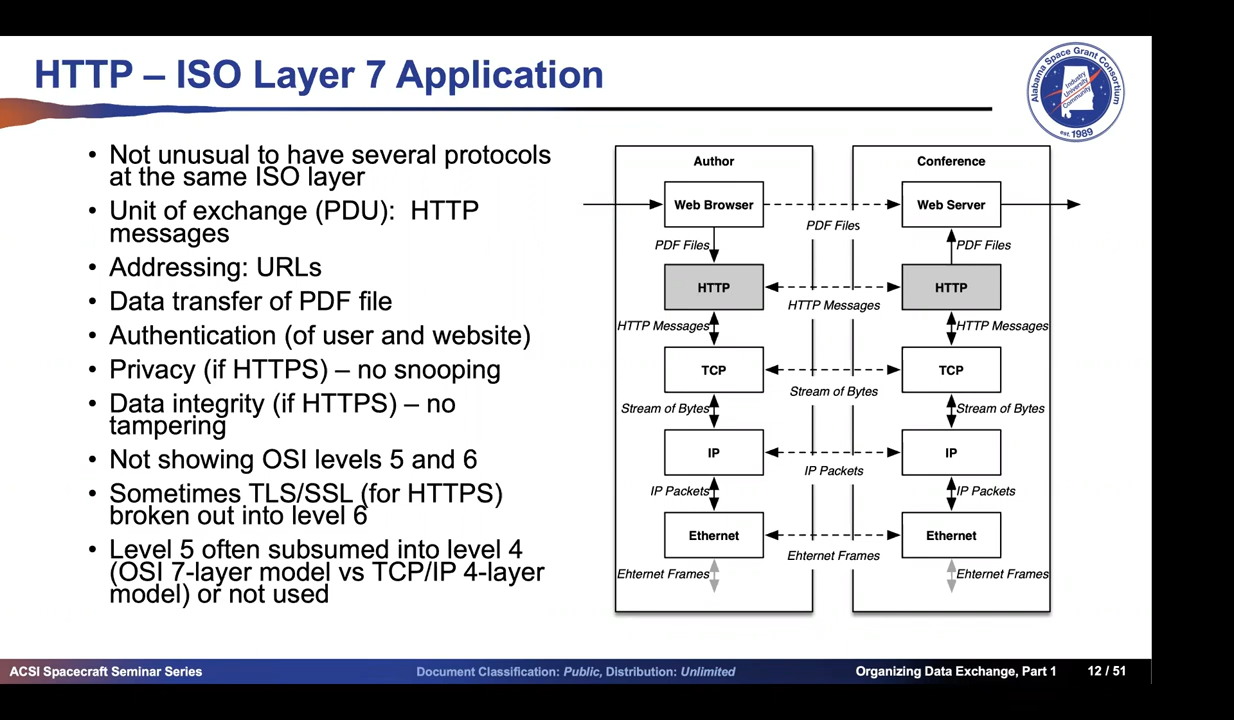 HTTP – ISO Layer 7 Application
Alabama Space Grant Consortium
Industry
University
Community
est. 1989
• Not unusual to have several protocols
at the same ISO layer
• Unit of exchange (PDU): HTTP
messages
• Addressing: URLs
• Data transfer of PDF file
• Authentication (of user and website)
• Privacy (if HTTPS) – no snooping
• Data integrity (if HTTPS) – no
tampering
• Not showing OSI levels 5 and 6
• Sometimes TLS/SSL (for HTTPS)
broken out into level 6
• Level 5 often subsumed into level 4
(OSI 7-layer model vs TCP/IP 4-layer
model) or not used
Author
Conference
Web Browser
Web Server
PDF Files
PDF Files
PDF Files
HTTP
HTTP
HTTP Messages
HTTP Messages
HTTP Messages
TCP
TCP
Stream of Bytes
Stream of Bytes
Stream of Bytes
IP
IP
IP Packets
IP Packets
IP Packets
Ethernet
Ethernet
Ehternet Frames
Ehternet Frames
Ehternet Frames
ACSI Spacecraft Seminar Series
Document Classification: Public, Distribution: Unlimited
Organizing Data Exchange, Part 1
12 / 51